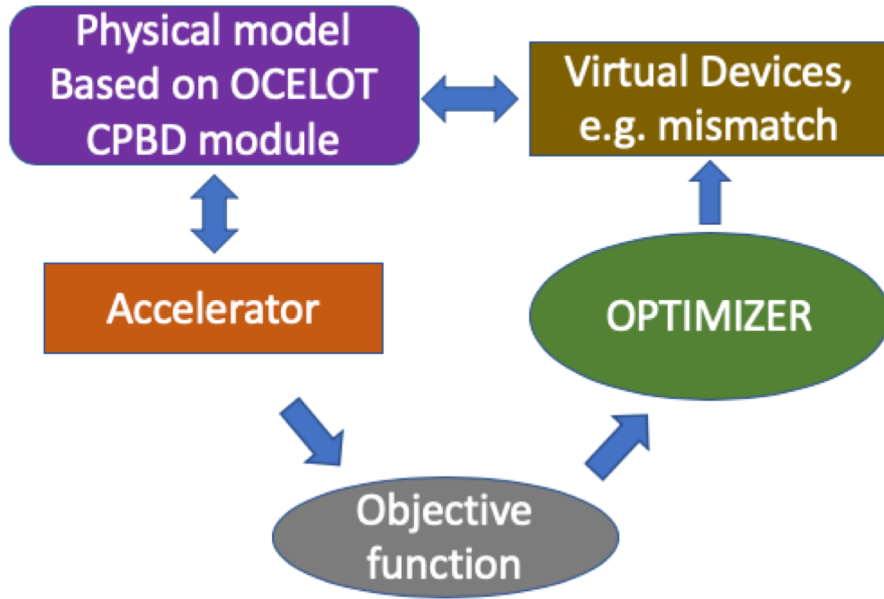 Physical model
Based on OCELOT
CPBD module
Virtual Devices,
e.g. mismatch
Accelerator
OPTIMIZER
Objective
function